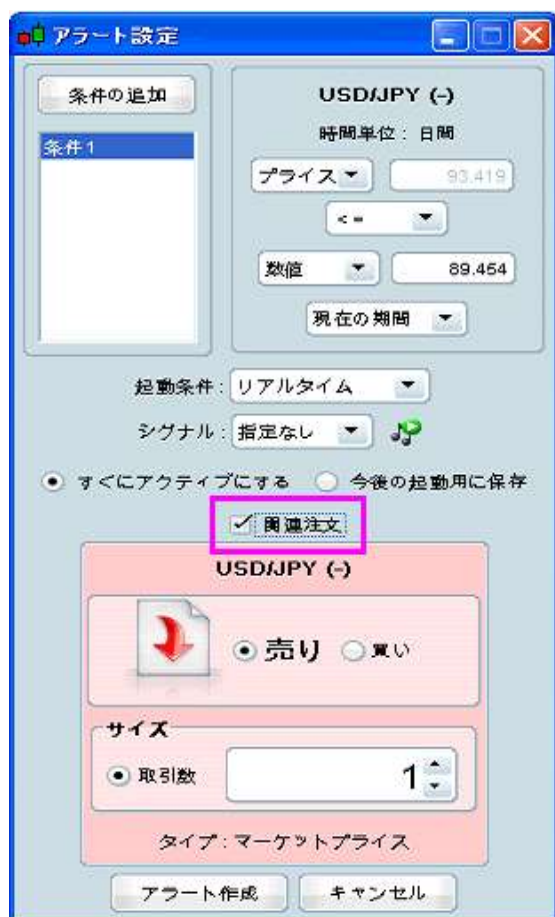 アラート設定
条件の追加
条件1
USD/JPY (-)
時間単位： 日間
プライス 93.419
<=
数値 89.454
現在の期間
起動条件： リアルタイム
シグナル： 指定なし
すぐにアクティブにする 今後の起動用に保存
関連注文
USD/JPY (-)
売り 買い
サイズ
取引数 1
タイプ：マーケットプライス
アラート作成 キャンセル